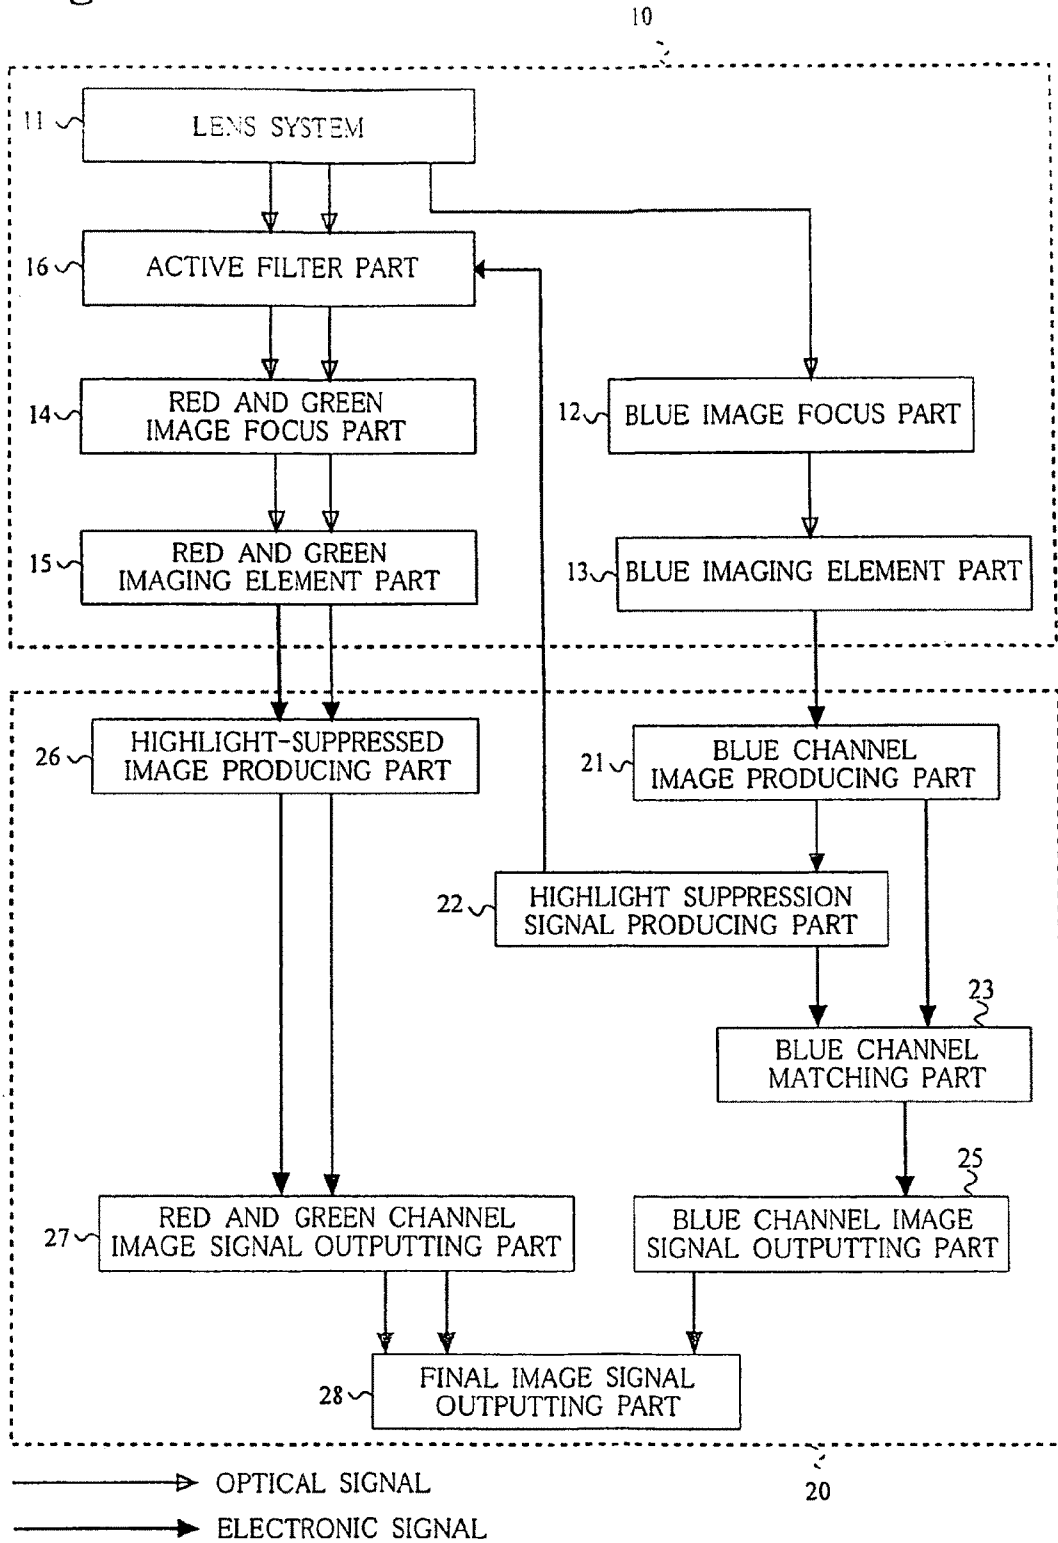 10
11
LENS SYSTEM
16
ACTIVE FILTER PART
14
RED AND GREEN
IMAGE FOCUS PART
12
BLUE IMAGE FOCUS PART
15
RED AND GREEN
IMAGING ELEMENT PART
13
BLUE IMAGING ELEMENT PART
26
HIGHLIGHT-SUPPRESSED
IMAGE PRODUCING PART
21
BLUE CHANNEL
IMAGE PRODUCING PART
22
HIGHLIGHT SUPPRESSION
SIGNAL PRODUCING PART
23
BLUE CHANNEL
MATCHING PART
27
RED AND GREEN CHANNEL
IMAGE SIGNAL OUTPUTTING PART
25
BLUE CHANNEL IMAGE
SIGNAL OUTPUTTING PART
28
FINAL IMAGE SIGNAL
OUTPUTTING PART
20
OPTICAL SIGNAL
ELECTRONIC SIGNAL